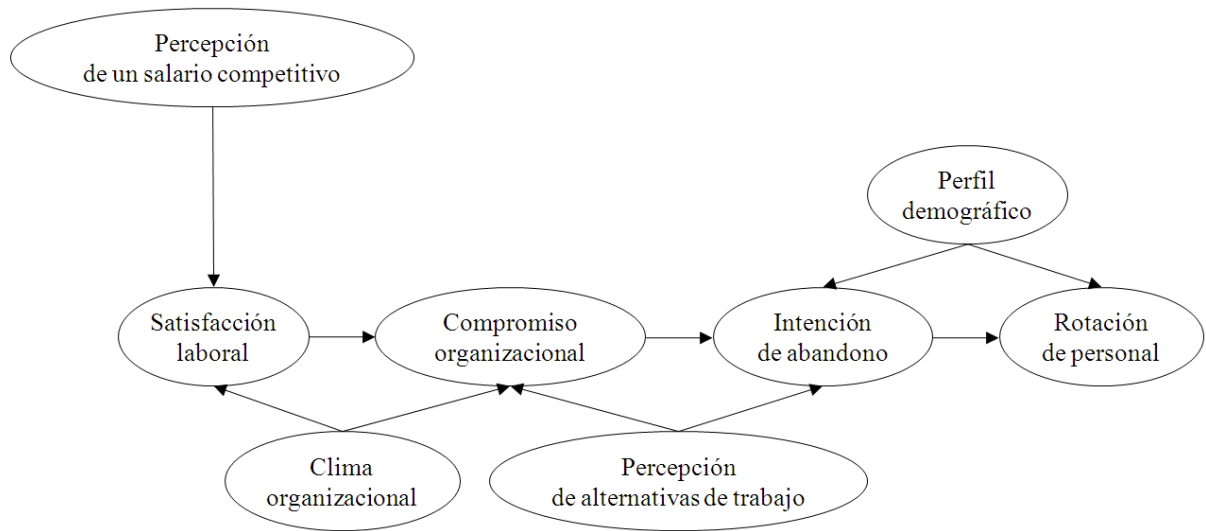 Percepción
de un salario competitivo
Perfil
demográfico
Satisfacción
laboral
Compromiso
organizacional
Intención
de abandono
Rotación
de personal
Clima
organizacional
Percepción
de alternativas de trabajo